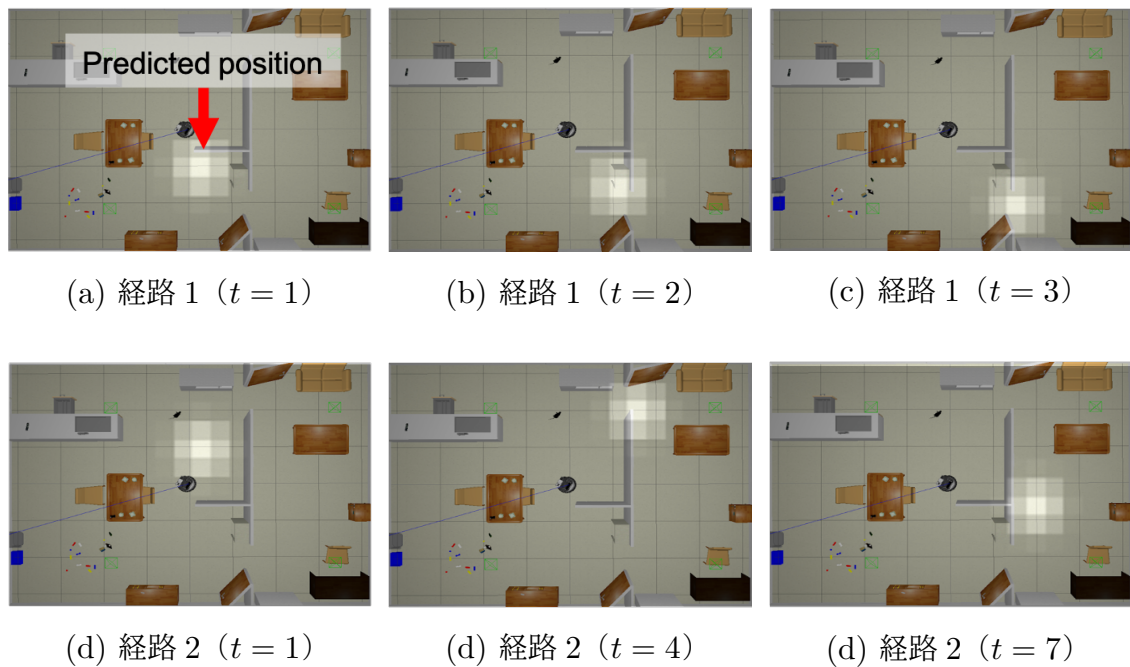 Predicted position
(a) 経路 1（t = 1）
(b) 経路 1（t = 2）
(c) 経路 1（t = 3）
(d) 経路 2（t = 1）
(d) 経路 2（t = 4）
(d) 経路 2（t = 7）